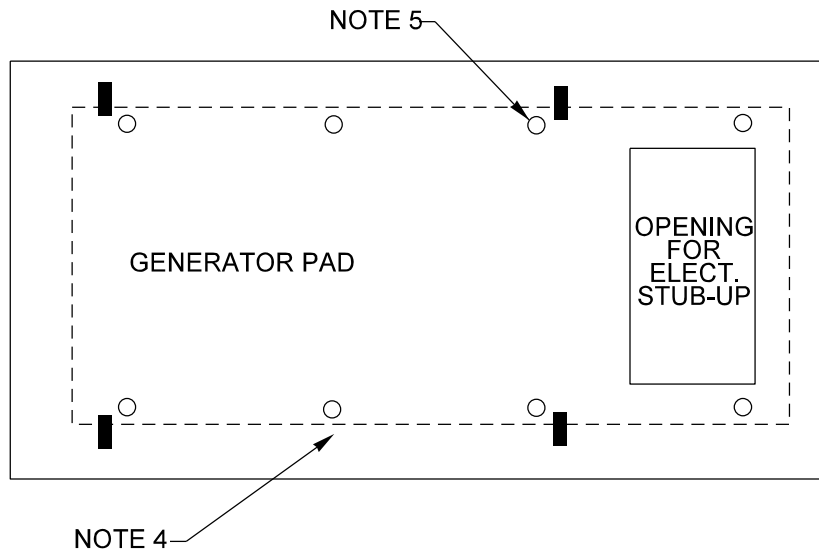 NOTE 5
GENERATOR PAD
OPENING
FOR
ELECT.
STUB-UP
NOTE 4